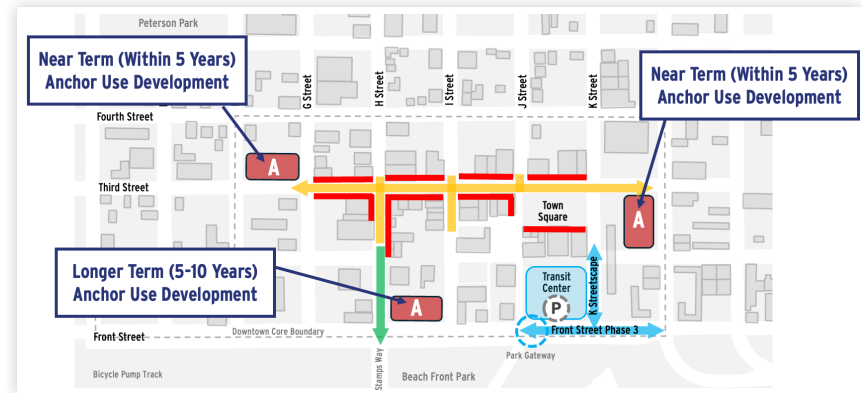 Peterson Park
Near Term (Within 5 Years)
Anchor Use Development
Near Term (Within 5 Years)
Anchor Use Development
G Street
H Street
I Street
J Street
K Street
Fourth Street
A
Third Street
Town
Square
A
Longer Term (5-10 Years)
Anchor Use Development
A
Transit
Center
P
K Streetscape
Front Street Phase 3
Downtown Core Boundary
Front Street
Park Gateway
Stamps Way
Bicycle Pump Track
Beach Front Park